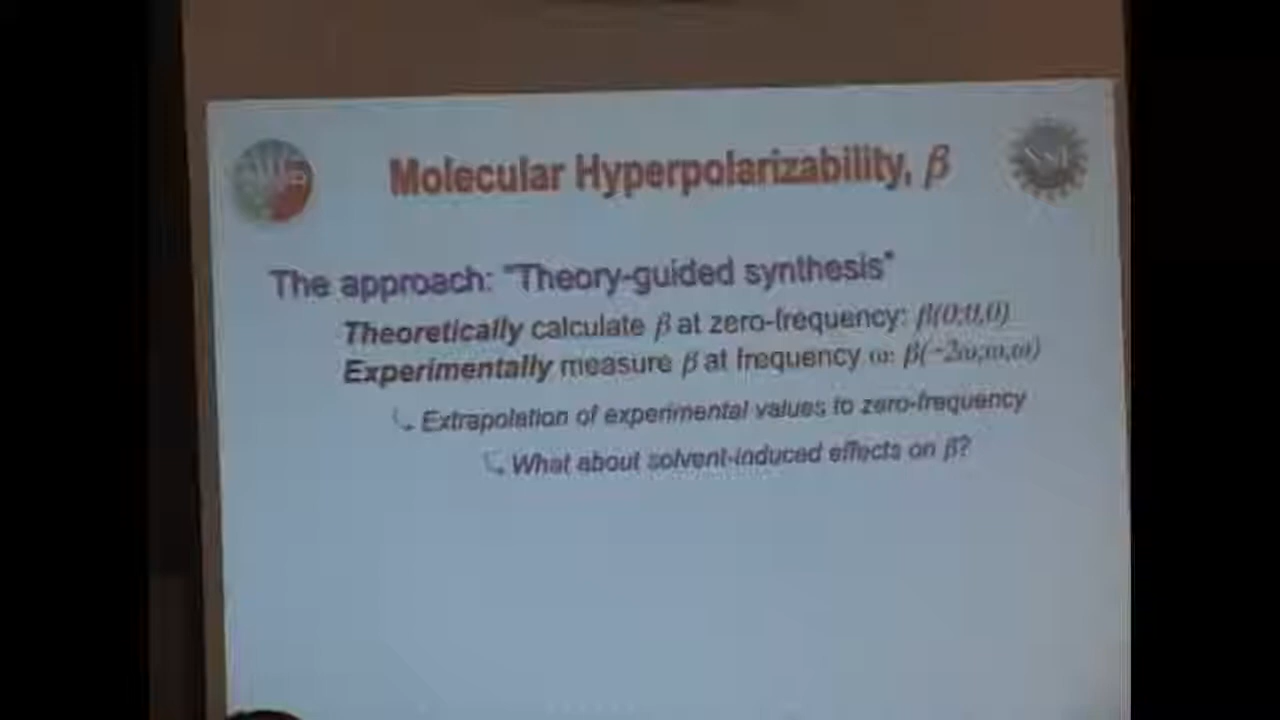 Molecular Hyperpolarizability, β
The approach: "Theory-guided synthesis"
Theoretically calculate β at zero-frequency: β(0;0,0)
Experimentally measure β at frequency ω: β(−2ω;ω,ω)
Extrapolation of experimental values to zero-frequency
What about solvent-induced effects on β?